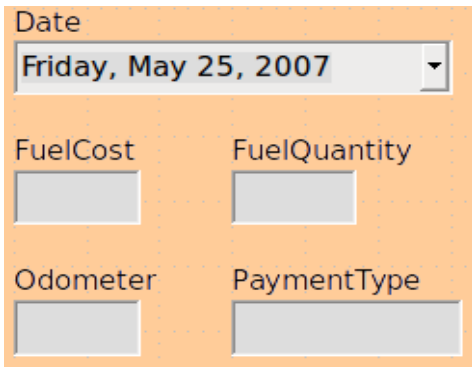 Date
Friday, May 25, 2007
FuelCost FuelQuantity
Odometer PaymentType